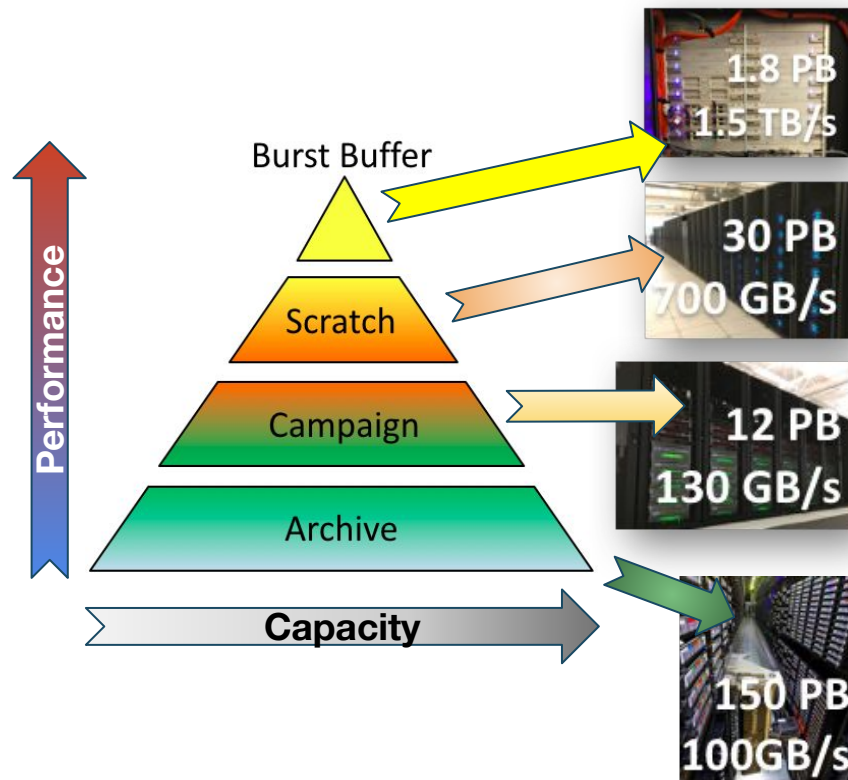 1.8 PB
1.5 TB/s
Burst Buffer
30 PB
700 GB/s
Scratch
Performance
Campaign
12 PB
130 GB/s
Archive
Capacity
150 PB
100GB/s